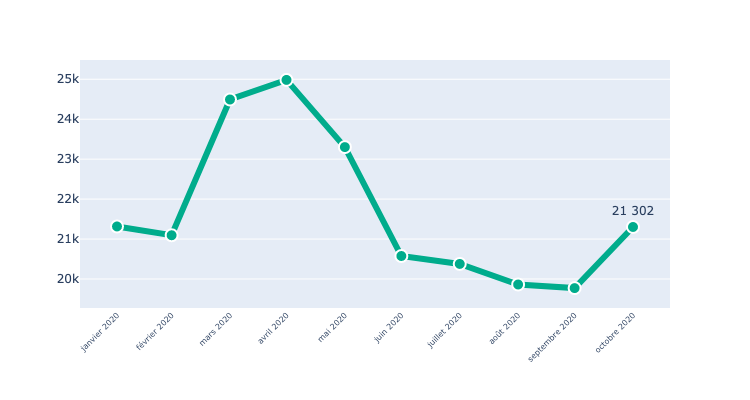 25k
24k
23k
22k
21k
20k
21 302
janvier 2020
février 2020
mars 2020
avril 2020
mai 2020
juin 2020
juillet 2020
août 2020
septembre 2020
octobre 2020